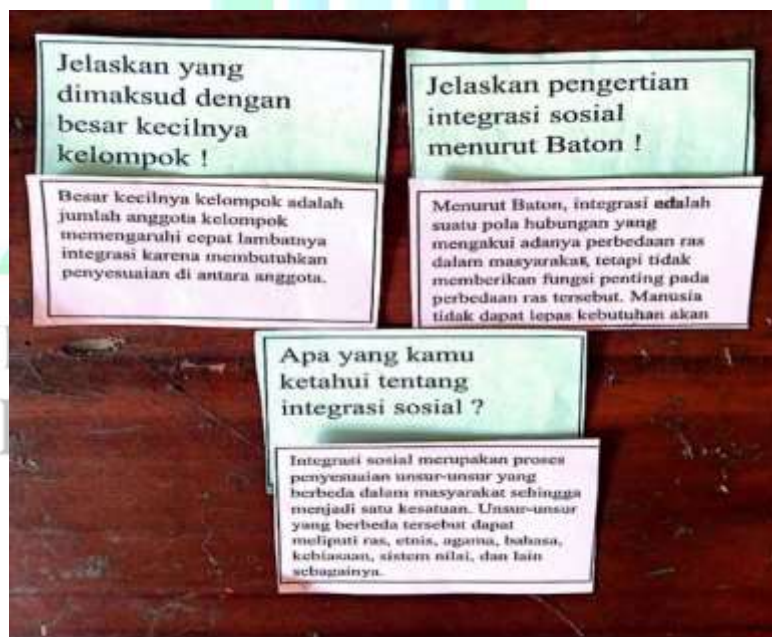 Jelaskan yang
dimaksud dengan
besar kecilnya
kelompok !
Besar kecilnya kelompok adalah
jumlah anggota kelompok
memengaruhi cepat lambatnya
integrasi karena membutuhkan
penyesuaian di antara anggota.
Jelaskan pengertian
integrasi sosial
menurut Baton !
Menurut Baton, integrasi adalah
suatu pola hubungan yang
mengakui adanya perbedaan ras
dalam masyarakat, tetapi tidak
memberikan fungsi penting pada
perbedaan ras tersebut. Manusia
tidak dapat lepas kebutuhan akan
Apa yang kamu
ketahui tentang
integrasi sosial ?
Integrasi sosial merupakan proses
penyesuaian unsur-unsur yang
berbeda dalam masyarakat sehingga
menjadi satu kesatuan. Unsur-unsur
yang berbeda tersebut dapat
meliputi ras, etnis, agama, bahasa,
kebiasaan, sistem nilai, dan lain
sebagainya.